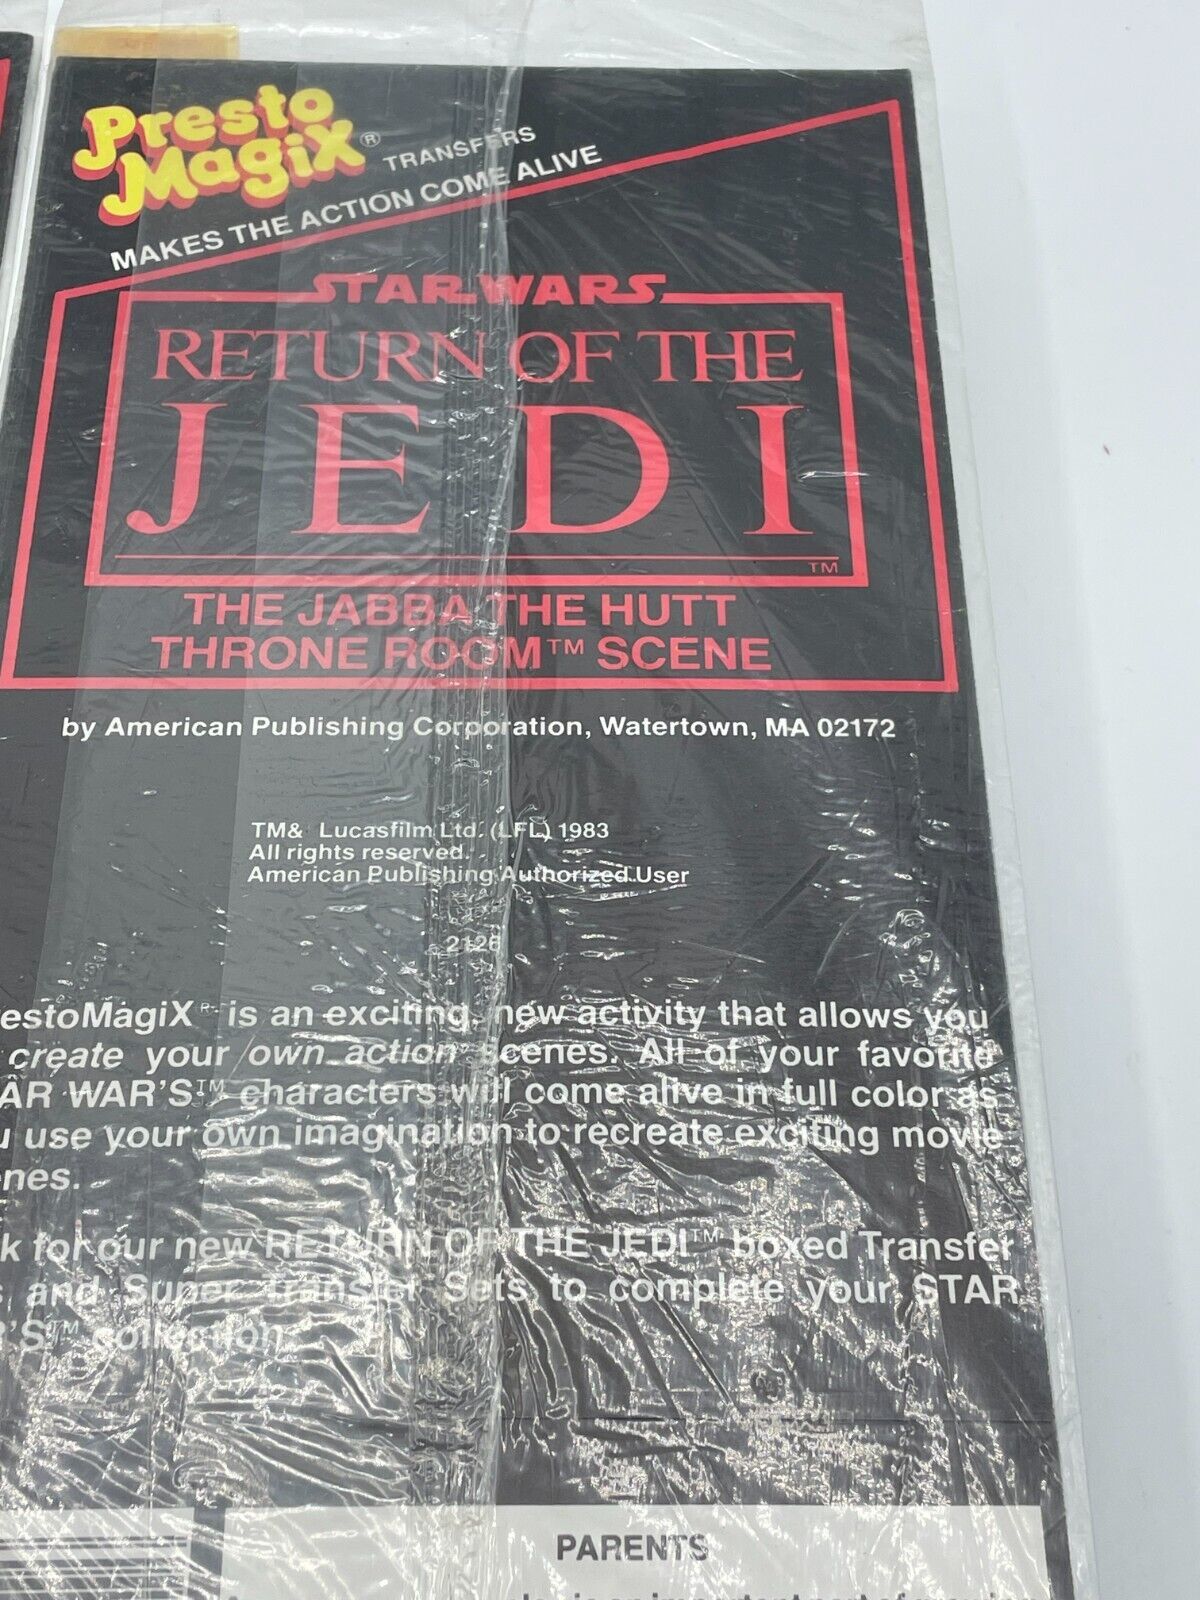 Presto
MagiX® TRANSFERS
MAKES THE ACTION COME ALIVE
STAR WARS
RETURN OF THE
JEDI
TM
THE JABBA THE HUTT
THRONE ROOM™ SCENE
by American Publishing Corporation, Watertown, MA 02172
TM& Lucasfilm Ltd. (LFL) 1983
All rights reserved.
American Publishing Authorized User
2126
estoMagiX R is an exciting, new activity that allows you
create your own action scenes. All of your favorite
AR WAR'S™ characters will come alive in full color as
u use your own imagination to recreate exciting movie
enes.
k for our new RETURN OF THE JEDI™ boxed Transfer
s and Super Transfer Sets to complete your STAR
R'S™ collection.
PARENTS